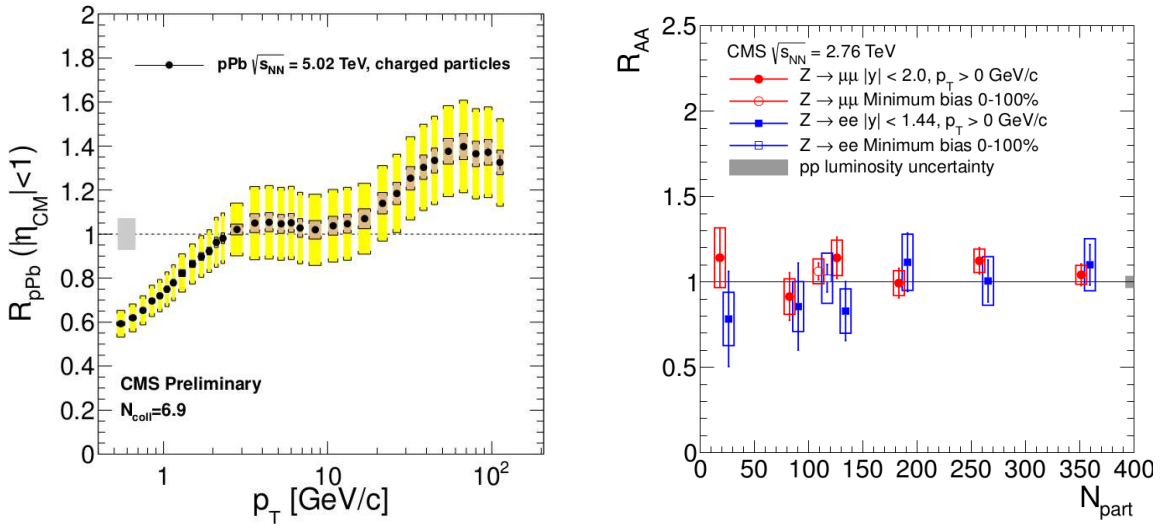 R_pPb (|η_CM|<1)
2
1.8
1.6
1.4
1.2
1
0.8
0.6
0.4
0.2
0
pPb √s_NN = 5.02 TeV, charged particles
CMS Preliminary
N_coll=6.9
1 10 10²
p_T [GeV/c]
R_AA
2.5
2
1.5
1
0.5
0
CMS √s_NN = 2.76 TeV
Z → μμ |y| < 2.0, p_T > 0 GeV/c
Z → μμ Minimum bias 0-100%
Z → ee |y| < 1.44, p_T > 0 GeV/c
Z → ee Minimum bias 0-100%
pp luminosity uncertainty
0 50 100 150 200 250 300 350 400
N_part